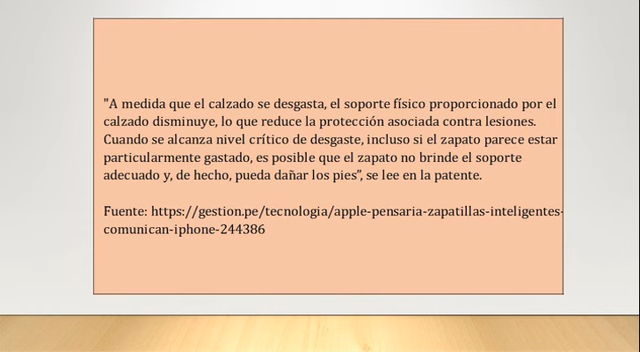 "A medida que el calzado se desgasta, el soporte físico proporcionado por el
calzado disminuye, lo que reduce la protección asociada contra lesiones.
Cuando se alcanza nivel crítico de desgaste, incluso si el zapato parece estar
particularmente gastado, es posible que el zapato no brinde el soporte
adecuado y, de hecho, pueda dañar los pies”, se lee en la patente.
Fuente: https://gestion.pe/tecnologia/apple-pensaria-zapatillas-inteligentes-
comunican-iphone-244386